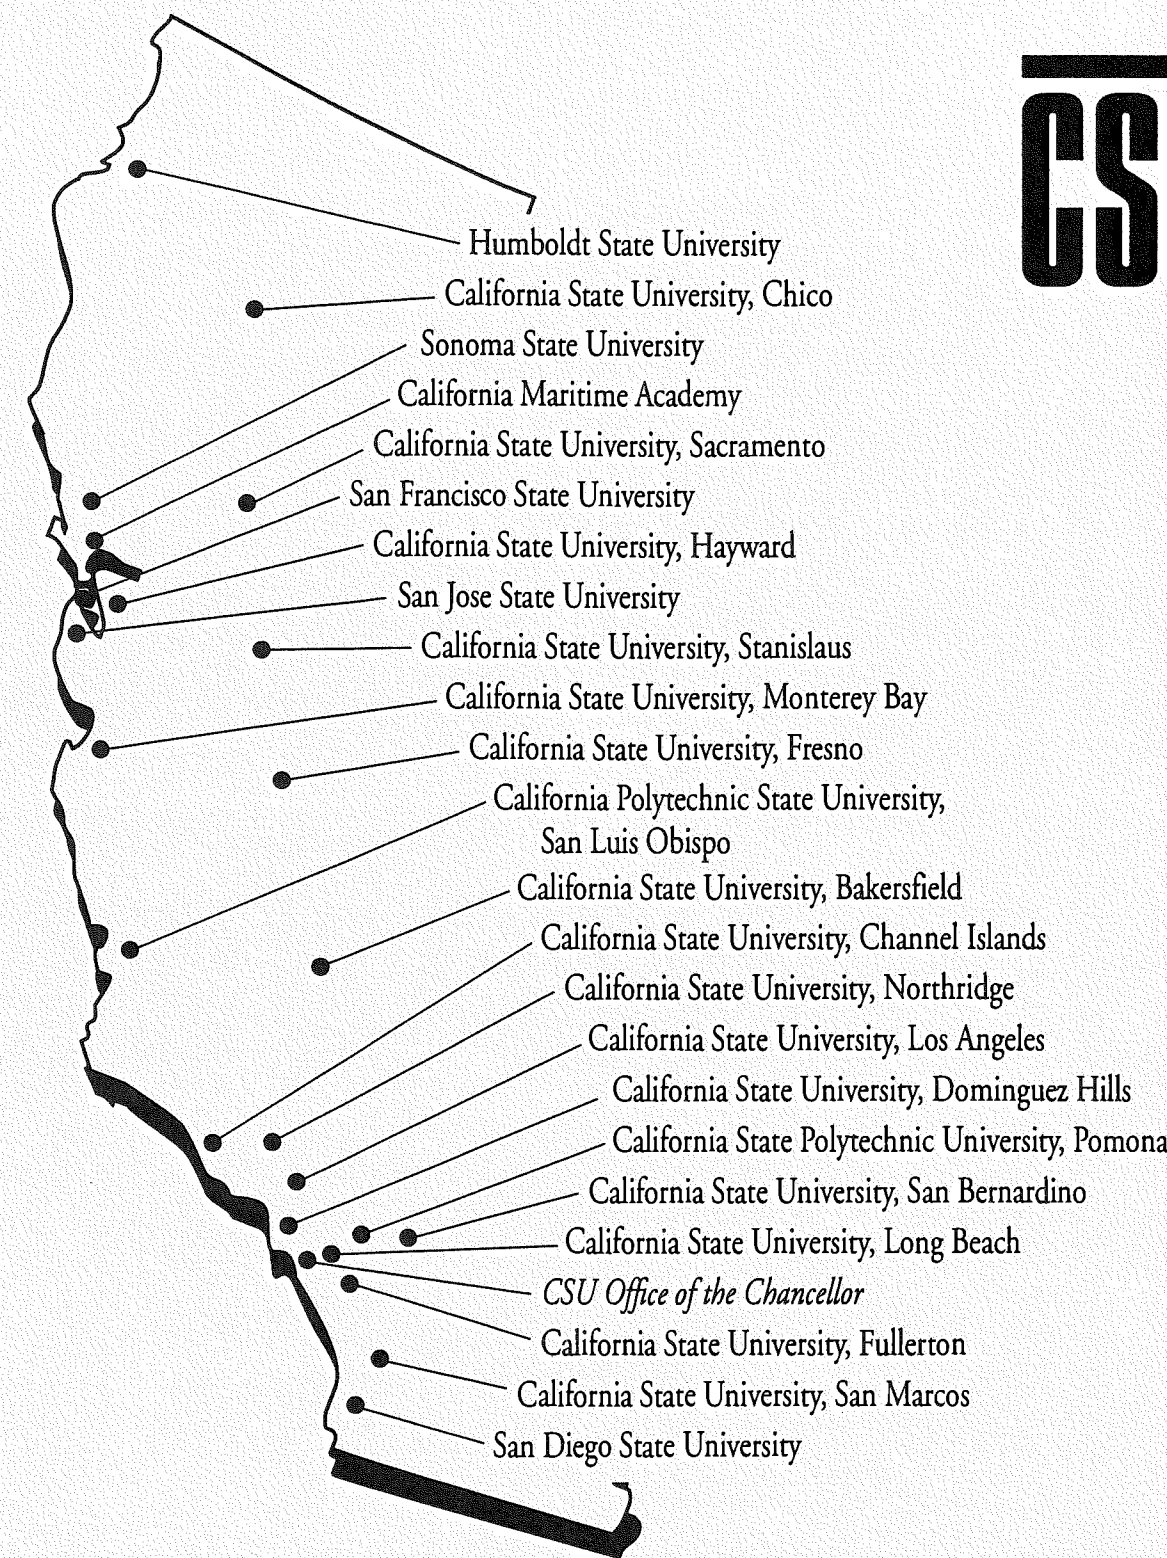 CS
Humboldt State University
California State University, Chico
Sonoma State University
California Maritime Academy
California State University, Sacramento
San Francisco State University
California State University, Hayward
San Jose State University
California State University, Stanislaus
California State University, Monterey Bay
California State University, Fresno
California Polytechnic State University,
San Luis Obispo
California State University, Bakersfield
California State University, Channel Islands
California State University, Northridge
California State University, Los Angeles
California State University, Dominguez Hills
California State Polytechnic University, Pomona
California State University, San Bernardino
California State University, Long Beach
CSU Office of the Chancellor
California State University, Fullerton
California State University, San Marcos
San Diego State University